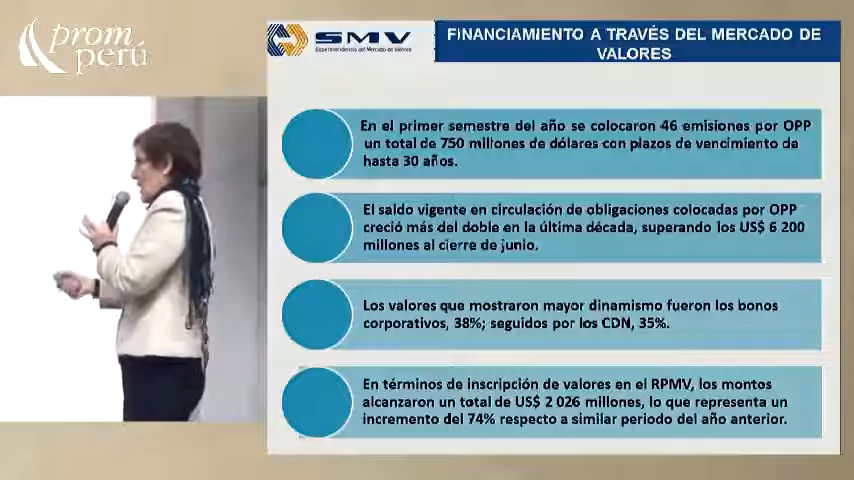 prom
perú
SMV
Superintendencia del Mercado de Valores
FINANCIAMIENTO A TRAVÉS DEL MERCADO DE
VALORES
En el primer semestre del año se colocaron 46 emisiones por OPP
un total de 750 millones de dólares con plazos de vencimiento de
hasta 30 años.
El saldo vigente en circulación de obligaciones colocadas por OPP
creció más del doble en la última década, superando los US$ 6 200
millones al cierre de junio.
Los valores que mostraron mayor dinamismo fueron los bonos
corporativos, 38%; seguidos por los CDN, 35%.
En términos de inscripción de valores en el RPMV, los montos
alcanzaron un total de US$ 2 026 millones, lo que representa un
incremento del 74% respecto a similar periodo del año anterior.